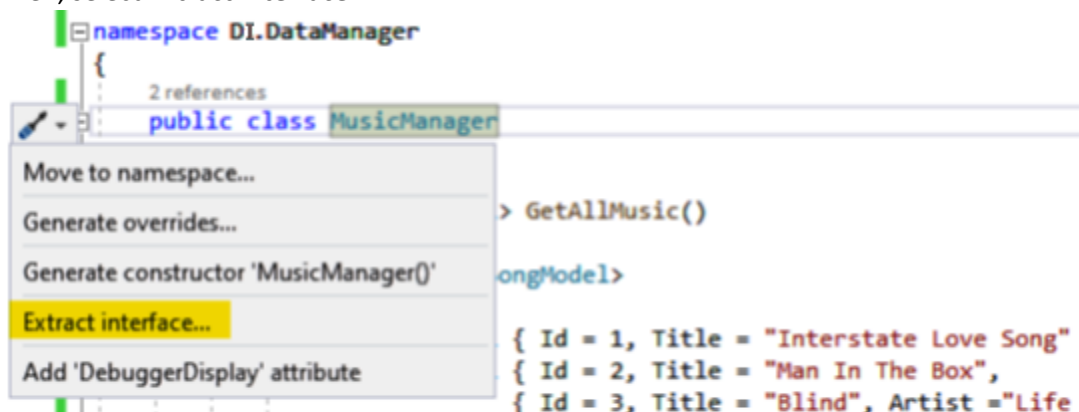 namespace DI.DataManager
{
2 references
public class MusicManager
Move to namespace...
Generate overrides...
> GetAllMusic()
Generate constructor 'MusicManager()'
ongModel>
Extract interface...
{ Id = 1, Title = "Interstate Love Song"
{ Id = 2, Title = "Man In The Box",
Add 'DebuggerDisplay' attribute
{ Id = 3, Title = "Blind", Artist ="Life